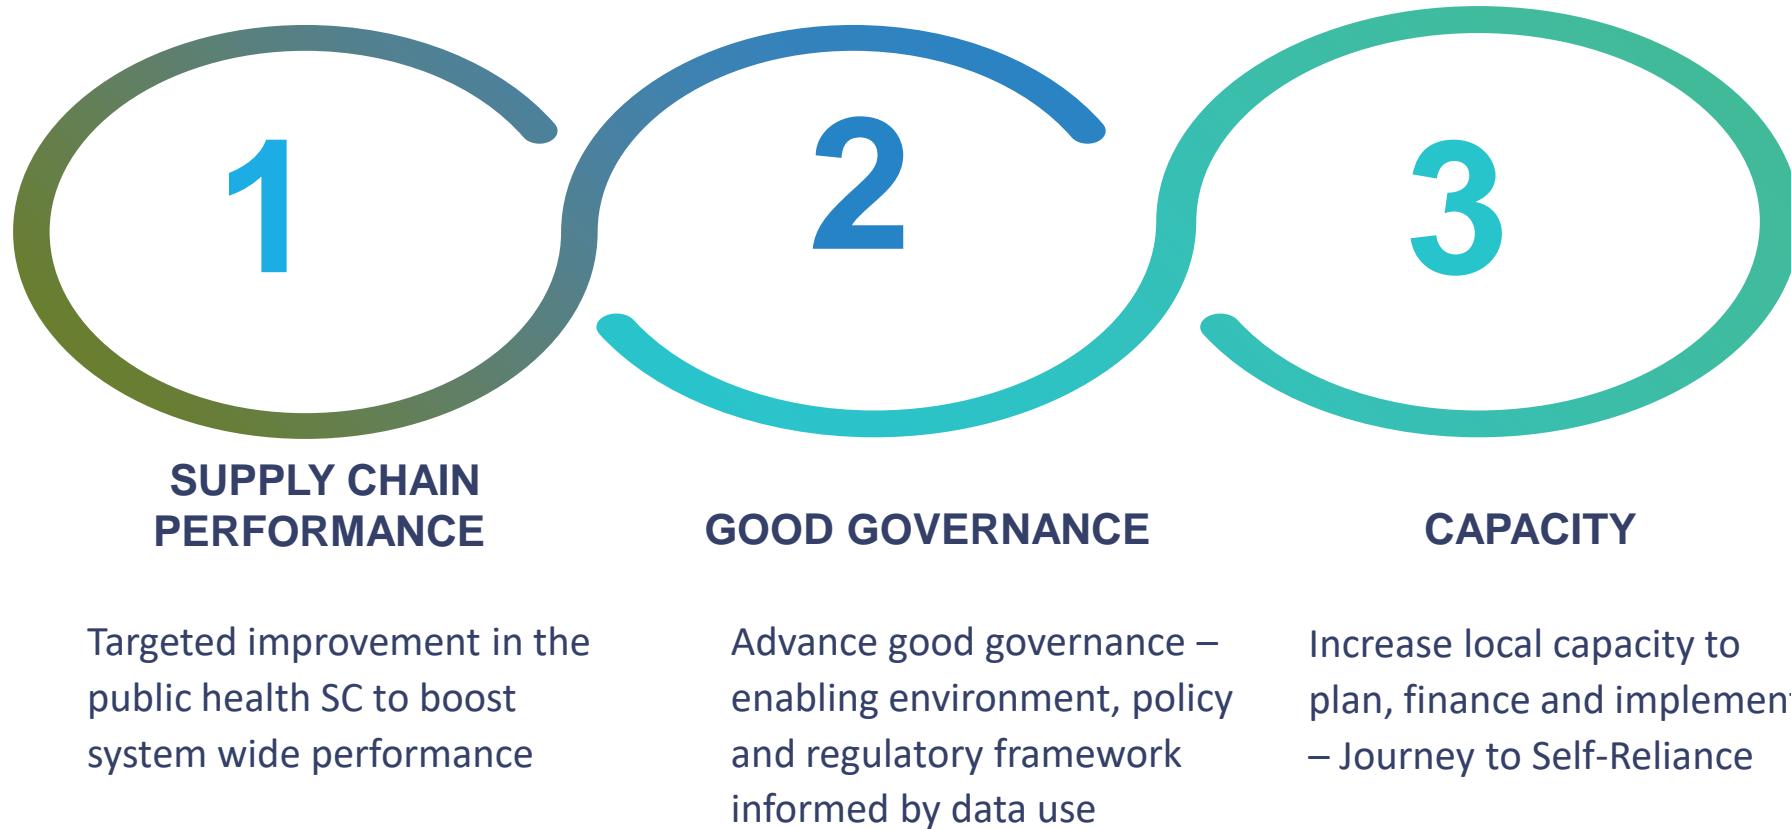 1
SUPPLY CHAIN
PERFORMANCE
Targeted improvement in the
public health SC to boost
system wide performance
2
GOOD GOVERNANCE
Advance good governance –
enabling environment, policy
and regulatory framework
informed by data use
3
CAPACITY
Increase local capacity to
plan, finance and implement
– Journey to Self-Reliance